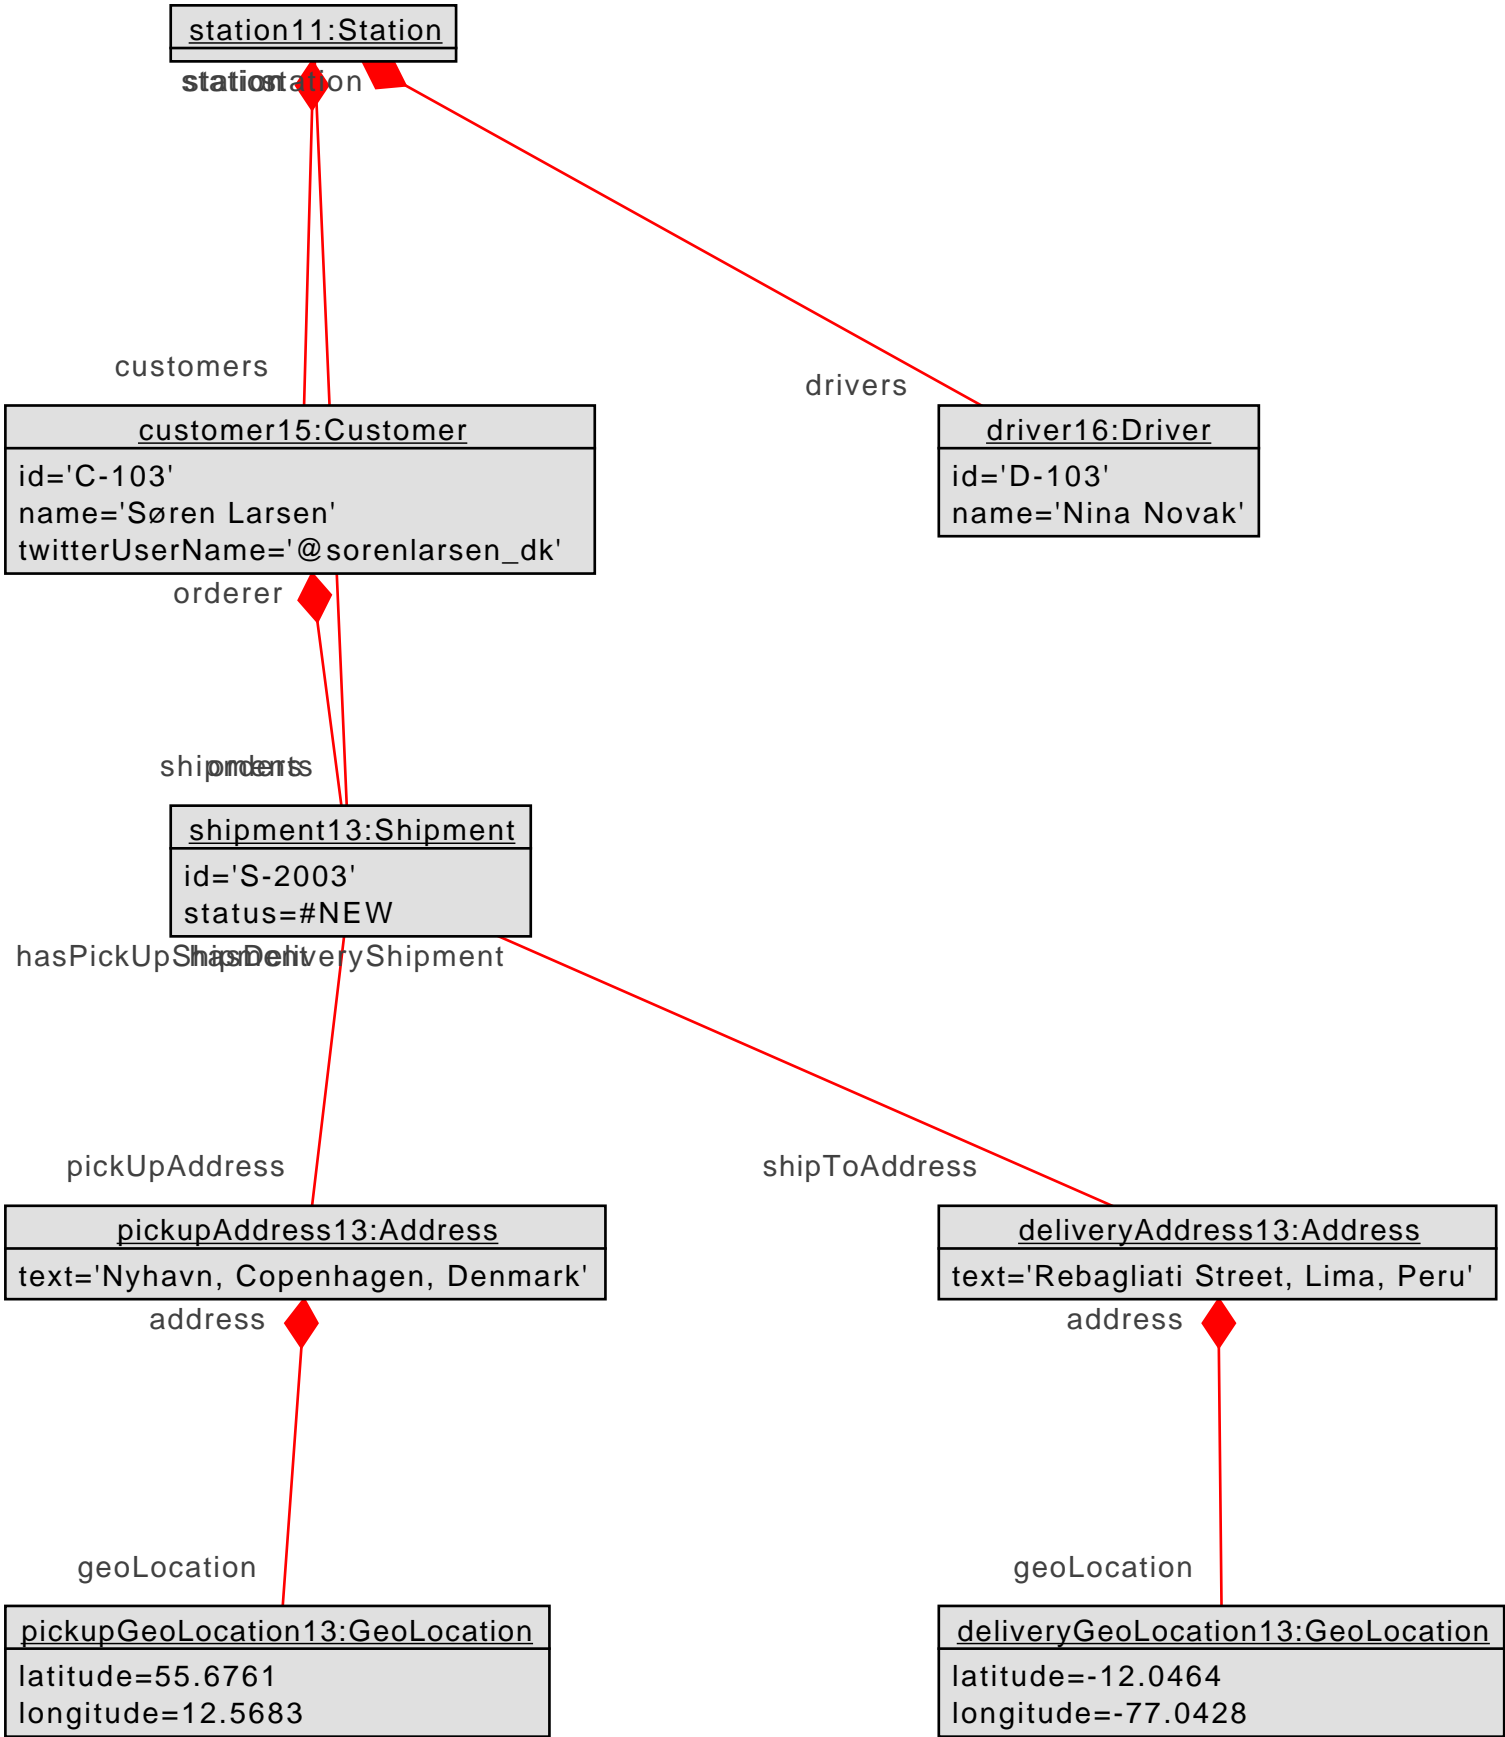 station11:Station
station
station
station
customers
drivers
customer15:Customer
id='C-103'
name='Søren Larsen'
twitterUserName='@sorenlarsen_dk'
driver16:Driver
id='D-103'
name='Nina Novak'
orderer
shipments
orders
shipment13:Shipment
id='S-2003'
status=#NEW
hasPickUpShipment
hasDeliveryShipment
pickUpAddress
shipToAddress
pickupAddress13:Address
text='Nyhavn, Copenhagen, Denmark'
deliveryAddress13:Address
text='Rebagliati Street, Lima, Peru'
address
address
geoLocation
geoLocation
pickupGeoLocation13:GeoLocation
latitude=55.6761
longitude=12.5683
deliveryGeoLocation13:GeoLocation
latitude=-12.0464
longitude=-77.0428